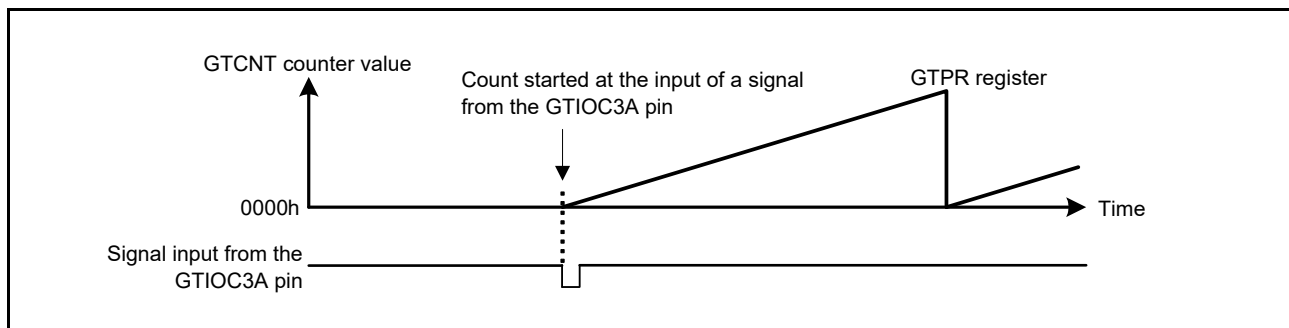 GTCNT counter value
Count started at the input of a signal
from the GTIOC3A pin
GTPR register
0000h
Time
Signal input from the
GTIOC3A pin